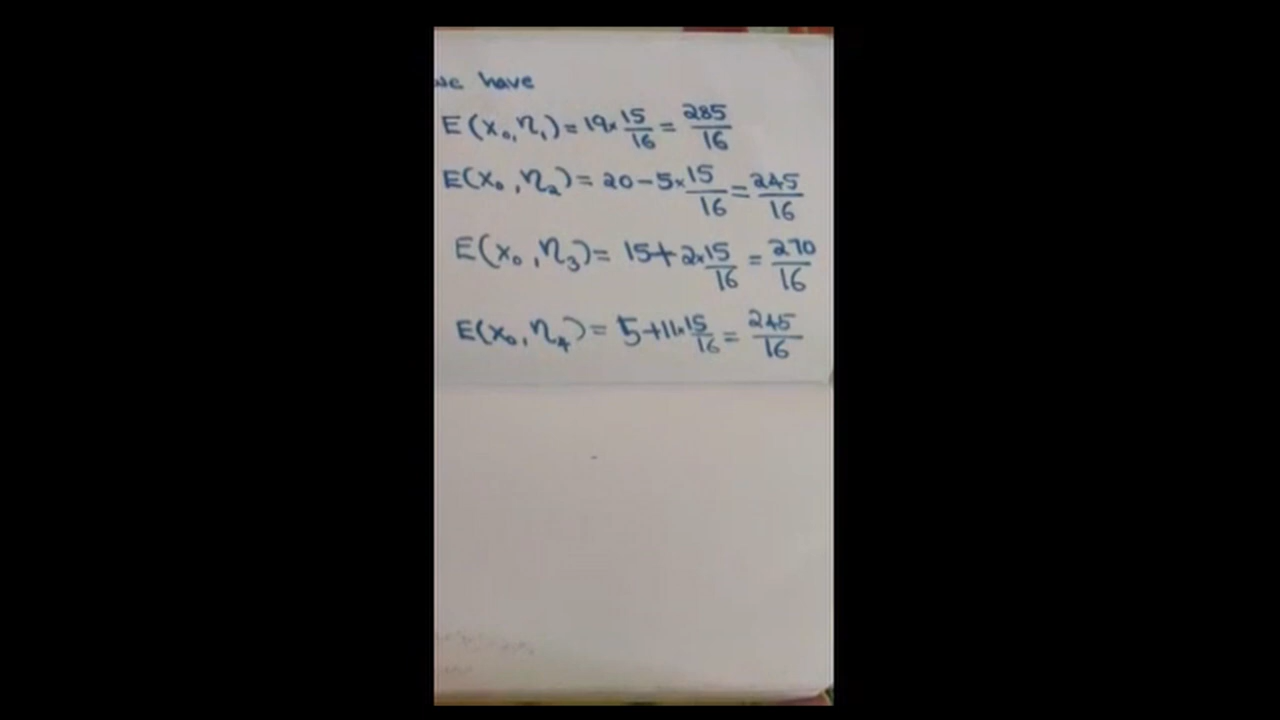 we have
E(x₀,η₁)=19×15/16=285/16
E(x₀,η₂)=20-5×15/16=245/16
E(x₀,η₃)=15+2×15/16=270/16
E(x₀,η₄)=5+11×15/16=245/16